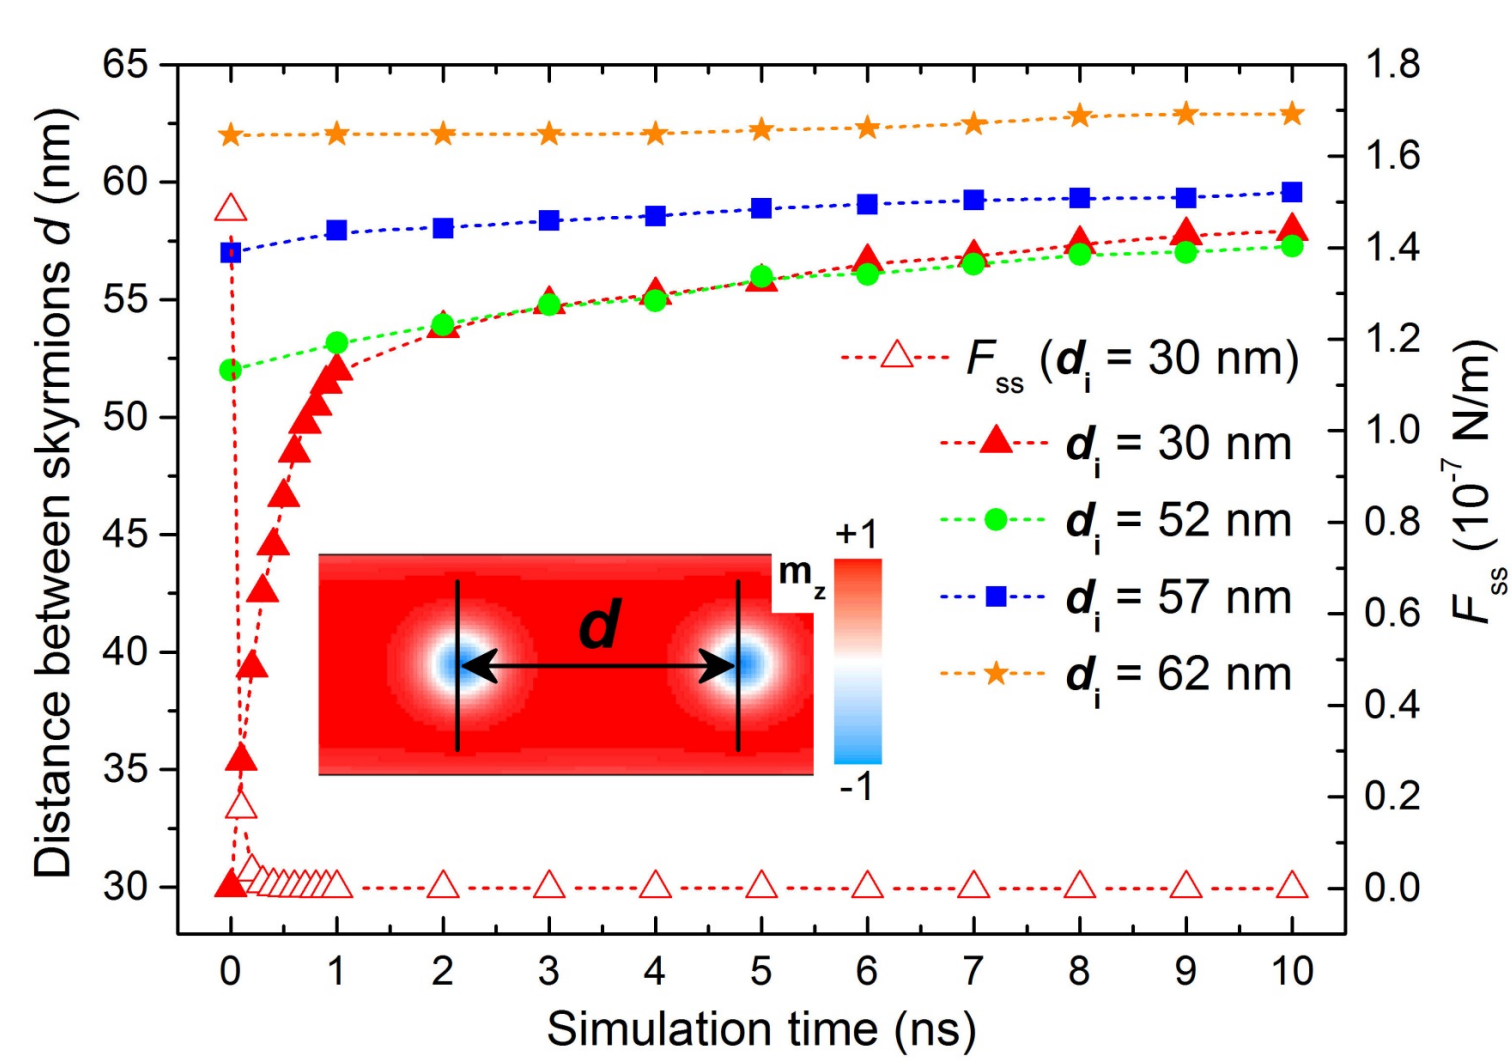 65
60
55
50
45
40
35
30
Distance between skyrmions d (nm)
1.8
1.6
1.4
1.2
1.0
0.8
0.6
0.4
0.2
0.0
F_ss (10^-7 N/m)
F_ss (d_i = 30 nm)
d_i = 30 nm
d_i = 52 nm
d_i = 57 nm
d_i = 62 nm
+1
m_z
-1
d
0 1 2 3 4 5 6 7 8 9 10
Simulation time (ns)